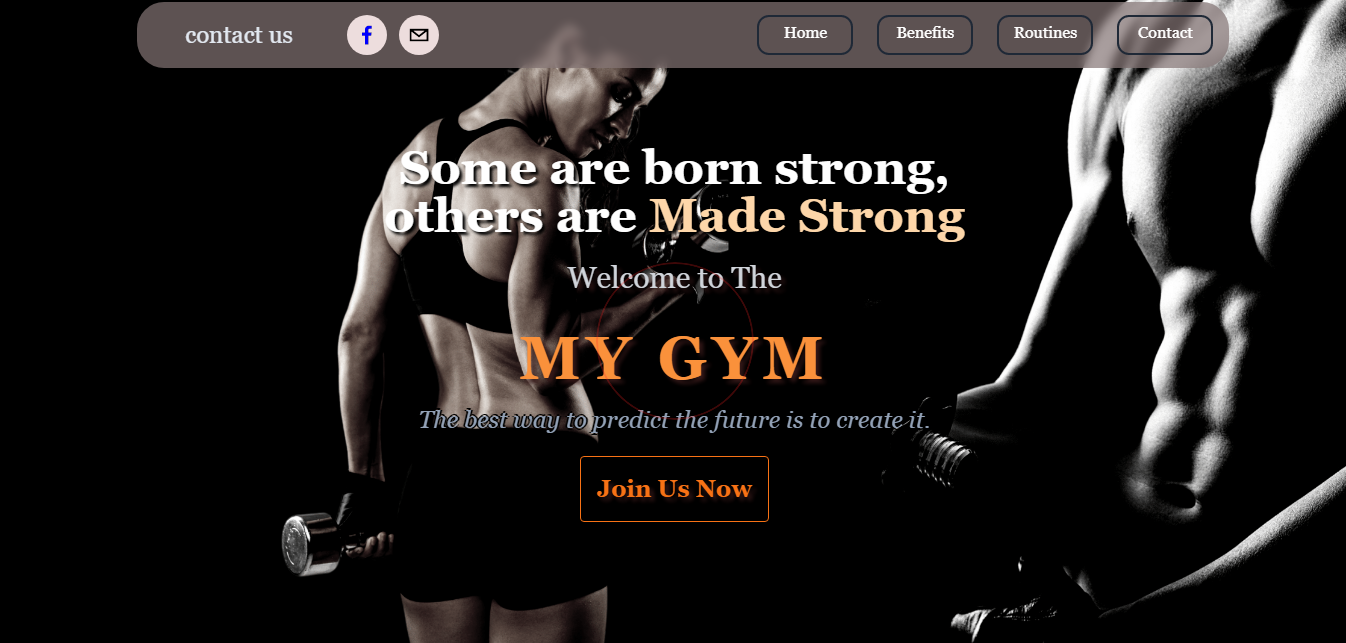 contact us
Home
Benefits
Routines
Contact
Some are born strong,
others are Made Strong
Welcome to The
MY GYM
The best way to predict the future is to create it.
Join Us Now